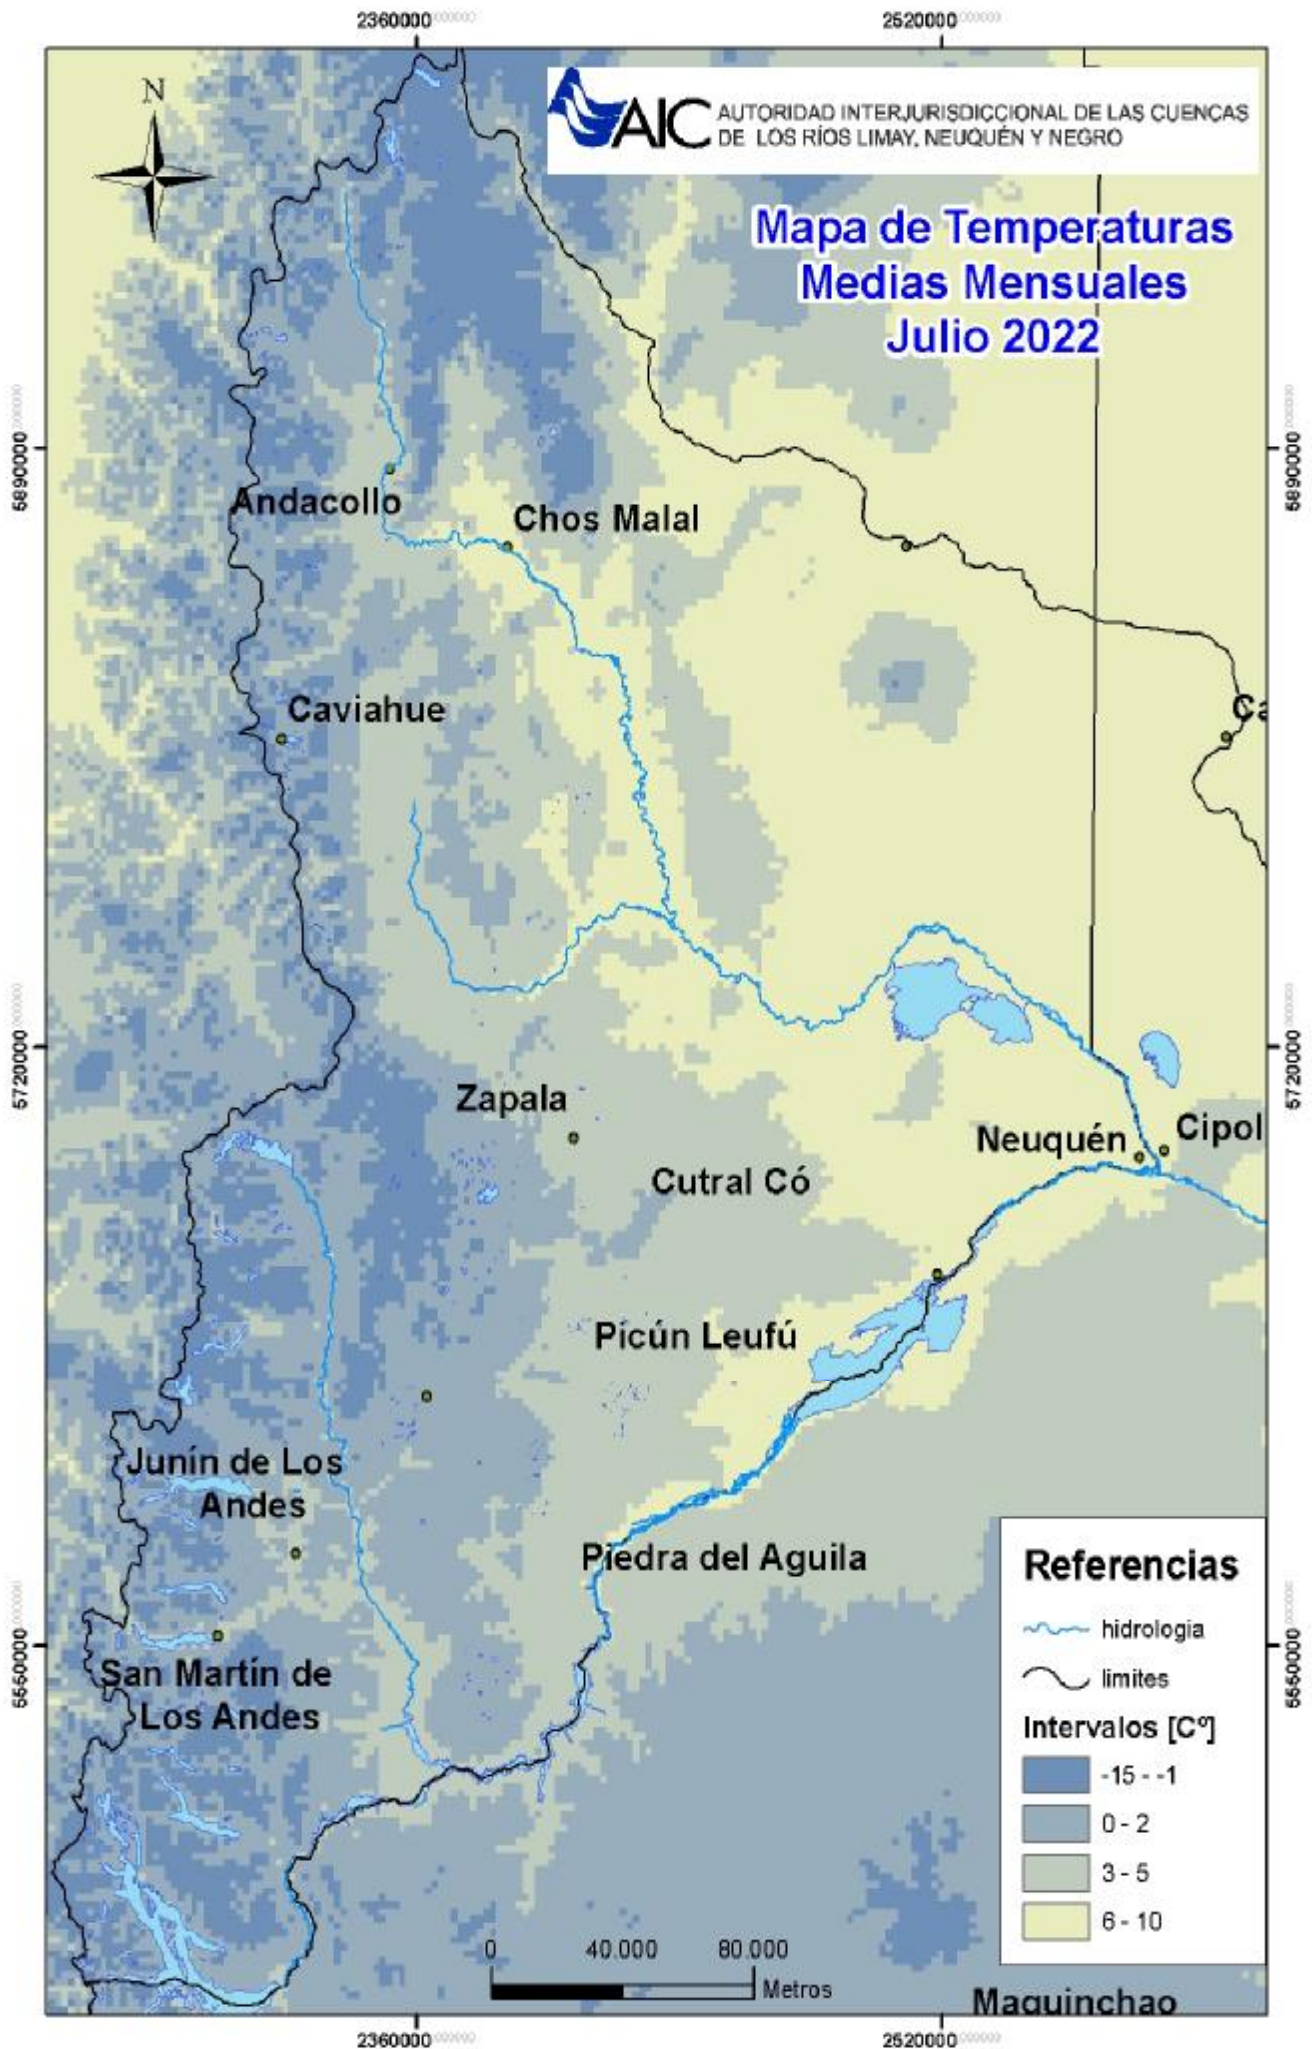 2360000
2520000
N
AIC
AUTORIDAD INTERJURISDICCIONAL DE LAS CUENCAS
DE LOS RÍOS LIMAY, NEUQUÉN Y NEGRO
Mapa de Temperaturas
Medias Mensuales
Julio 2022
5890000
5890000
Andacollo
Chos Malal
Caviahue
Ca
5720000
5720000
Zapala
Neuquén
Cipol
Cutral Có
Picún Leufú
Junín de Los
Andes
Piedra del Aguila
San Martín de
Los Andes
5550000
5550000
Referencias
hidrologia
limites
Intervalos [Cº]
-15 - -1
0 - 2
3 - 5
6 - 10
0
40.000
80.000
Metros
Maquinchao
2360000
2520000